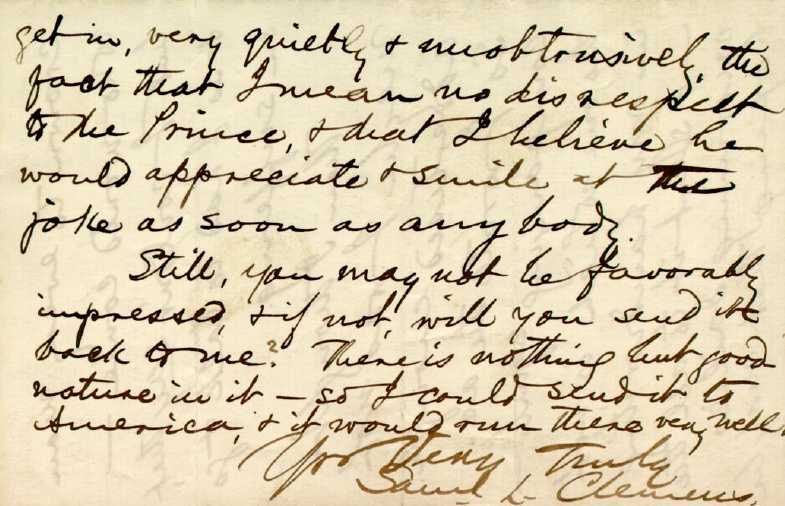 get in, very quietly & unobtrusively, the
fact that I mean no disrespect
to the Prince, & that I believe he
would appreciate & smile at the
joke as soon as anybody.
Still, you may not be favorably
impressed, & if not, will you send it
back to me? There is nothing but good
nature in it — so I could send it to
America, & it would run there very well.
Yrs Very Truly
Saml. L. Clemens.